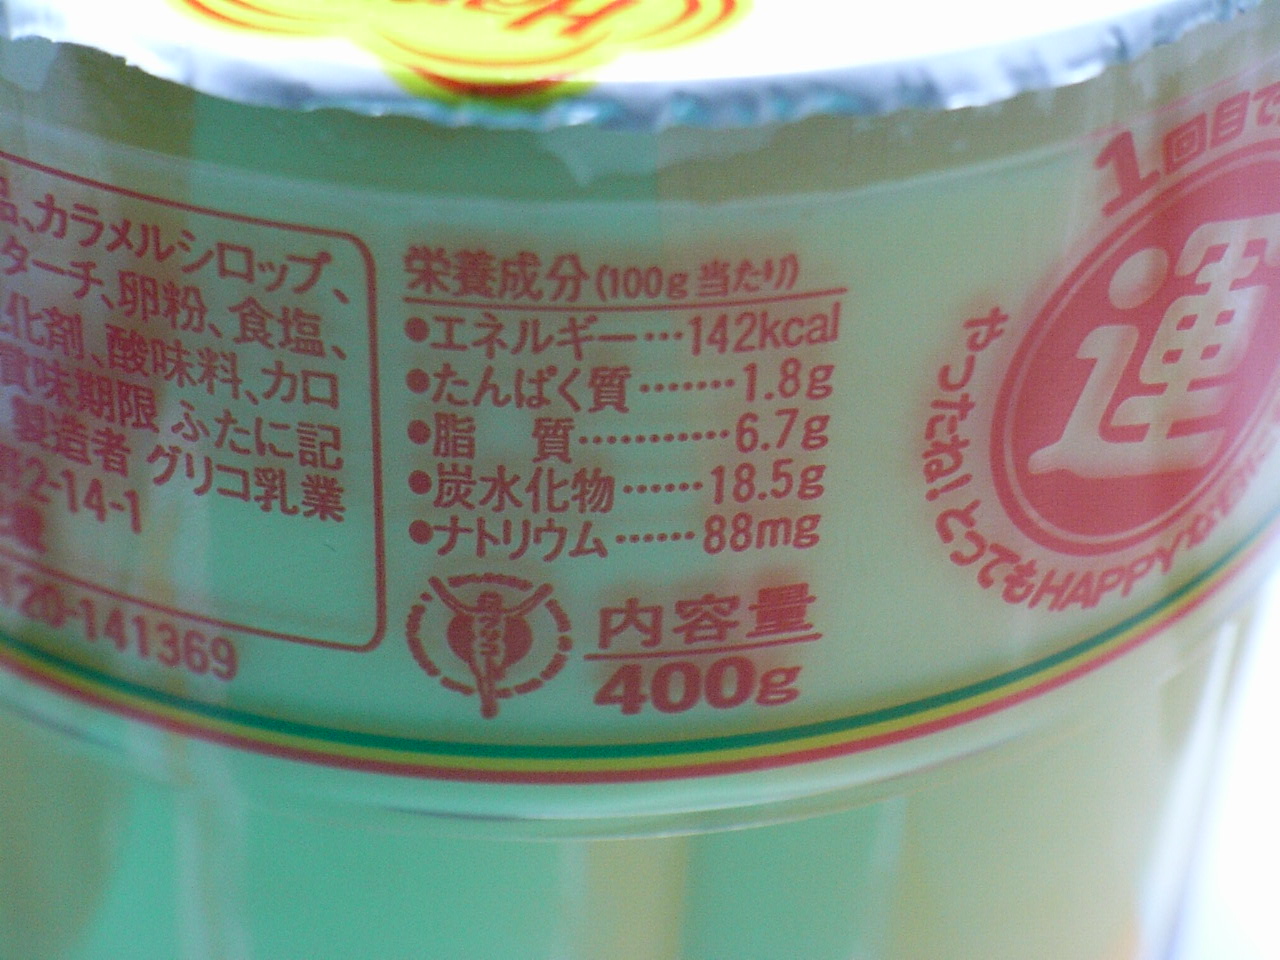 品、カラメルシロップ、
ターチ、卵粉、食塩、
化剤、酸味料、カロ
賞味期限 ふたに記
製造者 グリコ乳業
2-14-1
120-141369
栄養成分(100g当たり)
●エネルギー…142kcal
●たんぱく質……1.8g
●脂　質………6.7g
●炭水化物……18.5g
●ナトリウム……88mg
グリコ
内容量
400g
1回目で
運
やったね!とってもHAPPY